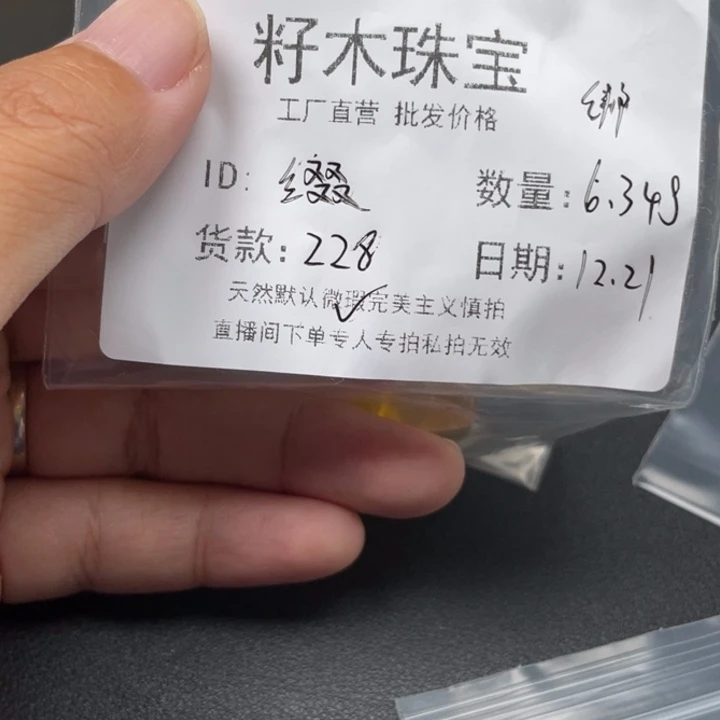 籽木珠宝
工厂直营 批发价格
ID: 缀 数量: 6.34g
货款: 228 日期: 12.21
天然默认微瑕完美主义慎拍
直播间下单专人专拍私拍无效